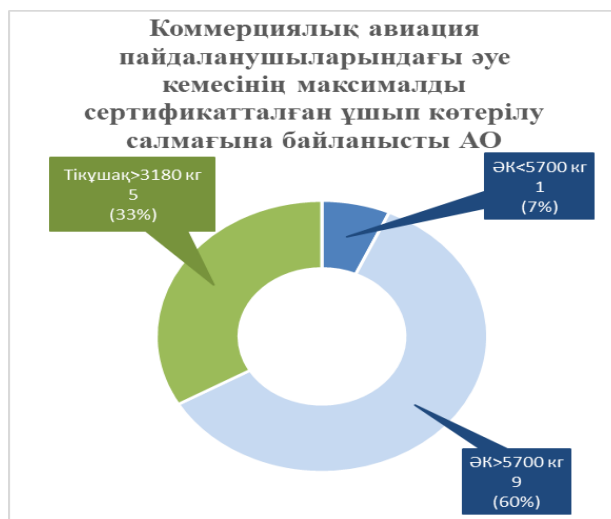 Коммерциялық авиация
пайдаланушыларындағы әуе
кемесінің максималды
сертификатталған ұшып көтерілу
салмағына байланысты АО
Тікұшақ>3180 кг
5
(33%)
ӘК<5700 кг
1
(7%)
ӘК>5700 кг
9
(60%)